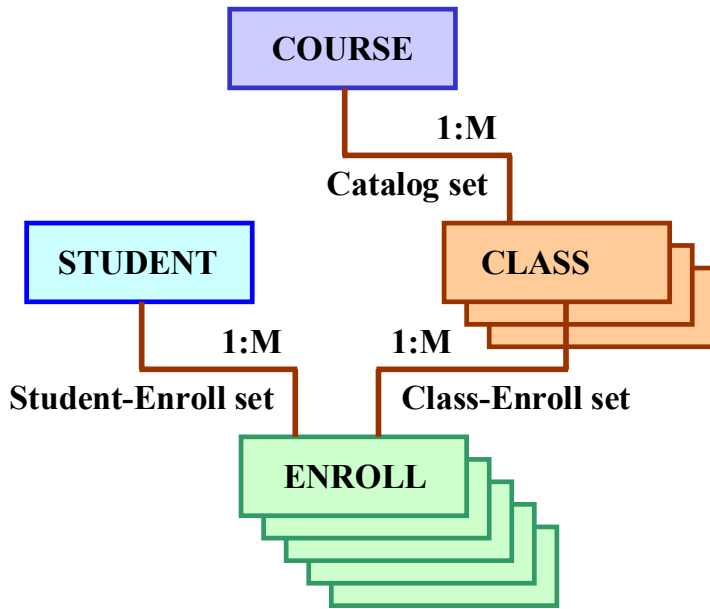 COURSE
1:M
Catalog set
STUDENT
CLASS
1:M
1:M
Student-Enroll set
Class-Enroll set
ENROLL